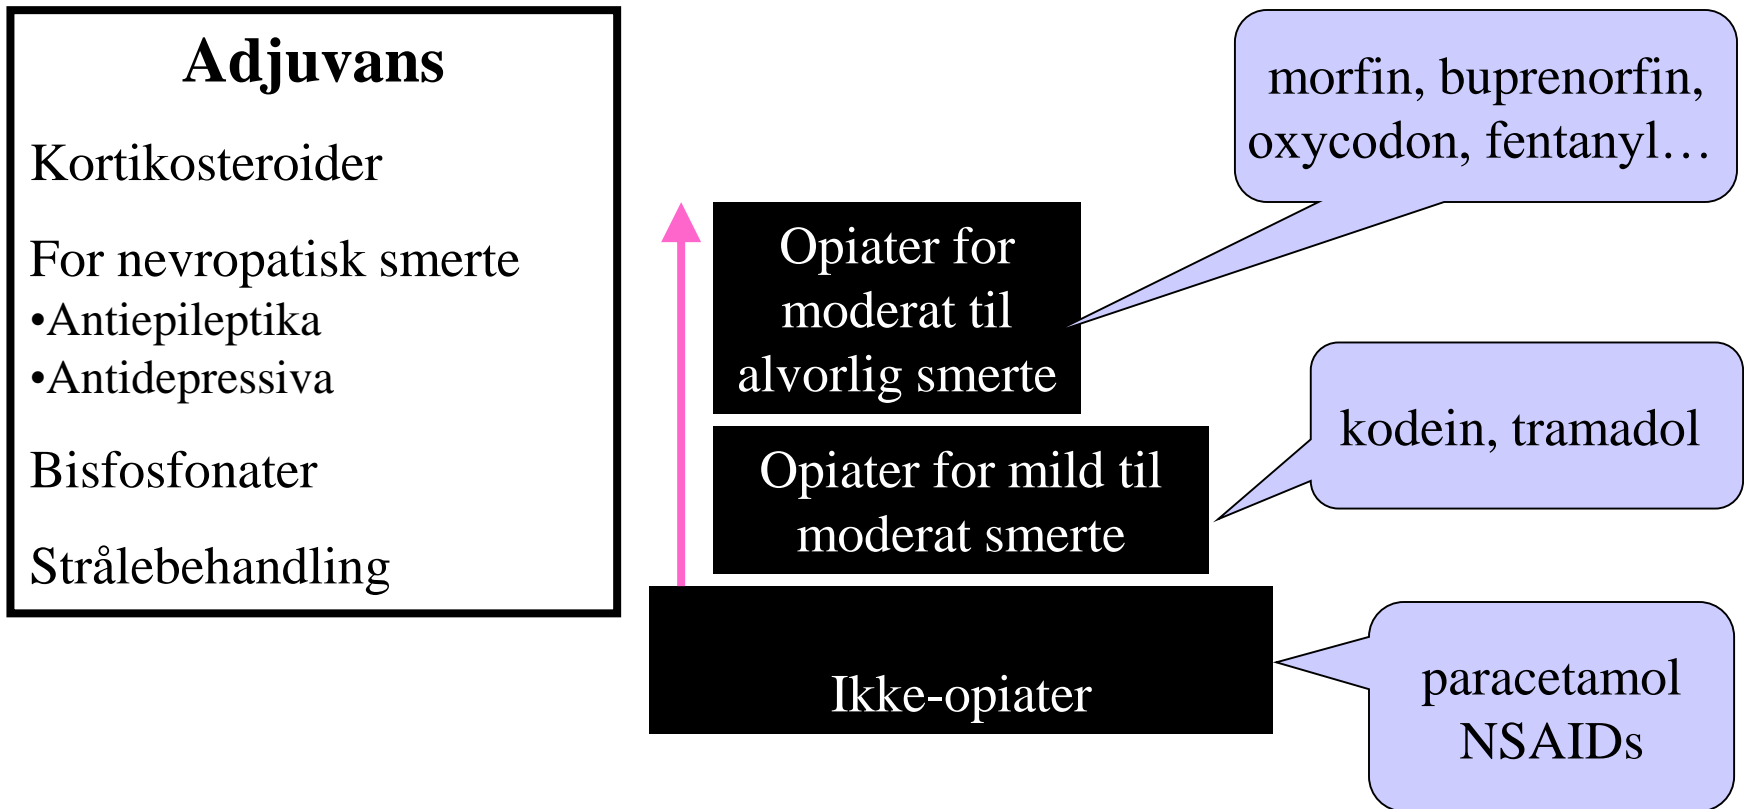 Adjuvans
Kortikosteroider
For nevropatisk smerte
•Antiepileptika
•Antidepressiva
Bisfosfonater
Strålebehandling
morfin, buprenorfin,
oxycodon, fentanyl…
Opiater for
moderat til
alvorlig smerte
kodein, tramadol
Opiater for mild til
moderat smerte
Ikke-opiater
paracetamol
NSAIDs